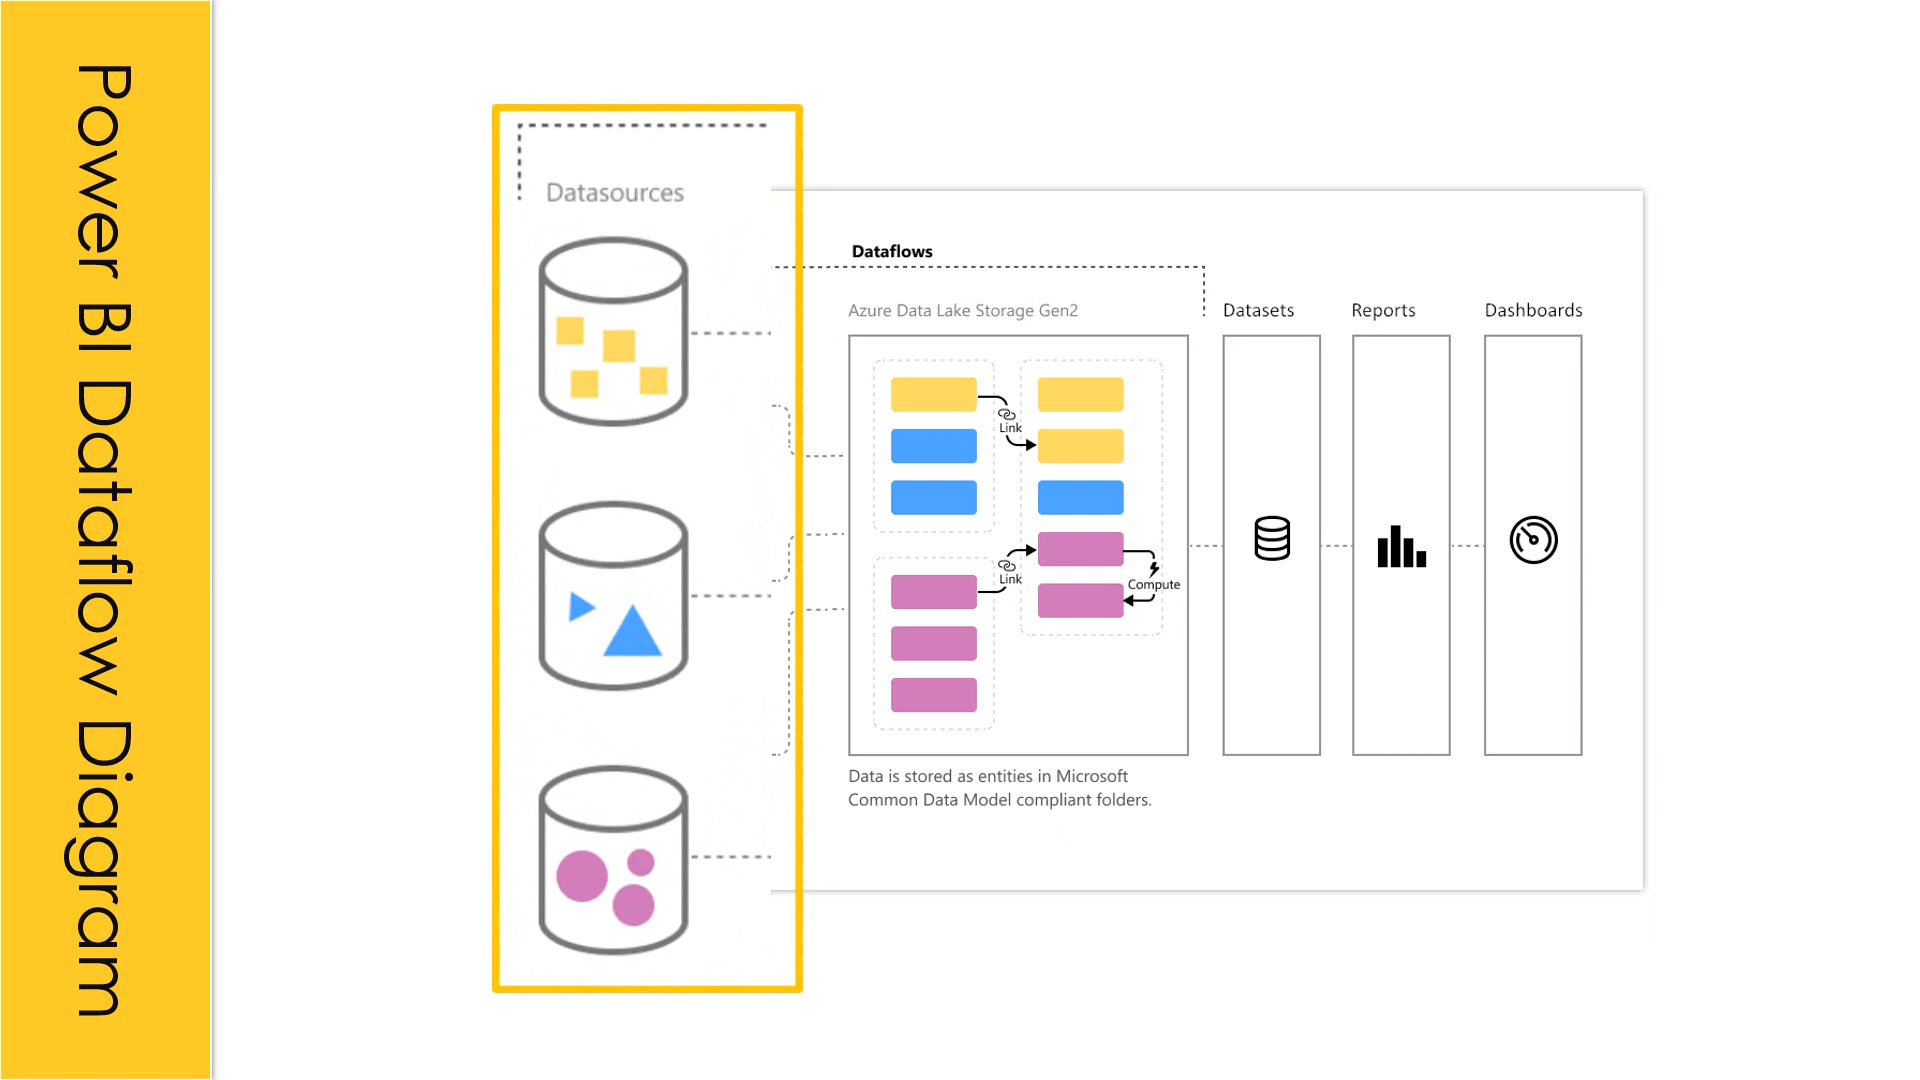 Power BI Dataflow Diagram
Datasources
Dataflows
Azure Data Lake Storage Gen2
Datasets
Reports
Dashboards
Link
Link
Compute
Data is stored as entities in Microsoft
Common Data Model compliant folders.